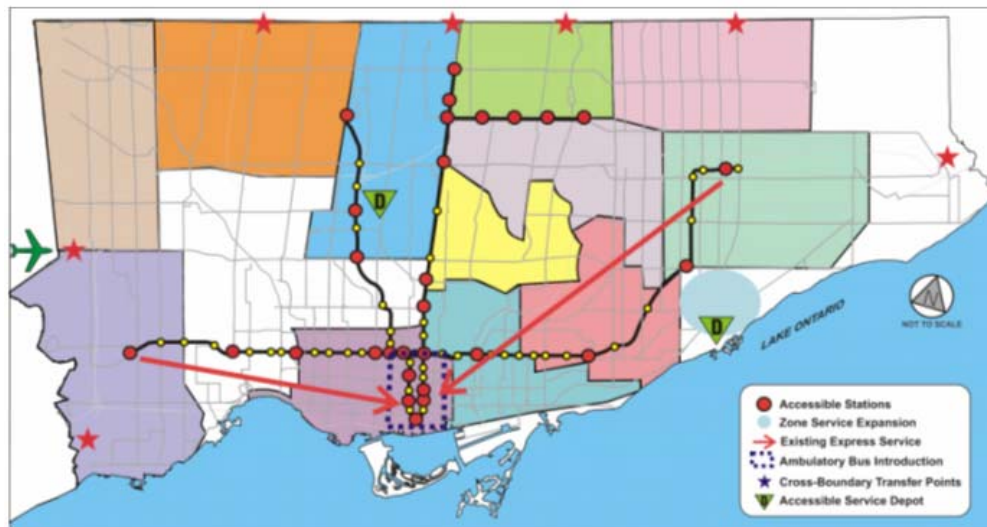 D
D
LAKE ONTARIO
NOT TO SCALE
Accessible Stations
Zone Service Expansion
Existing Express Service
Ambulatory Bus Introduction
Cross-Boundary Transfer Points
D Accessible Service Depot